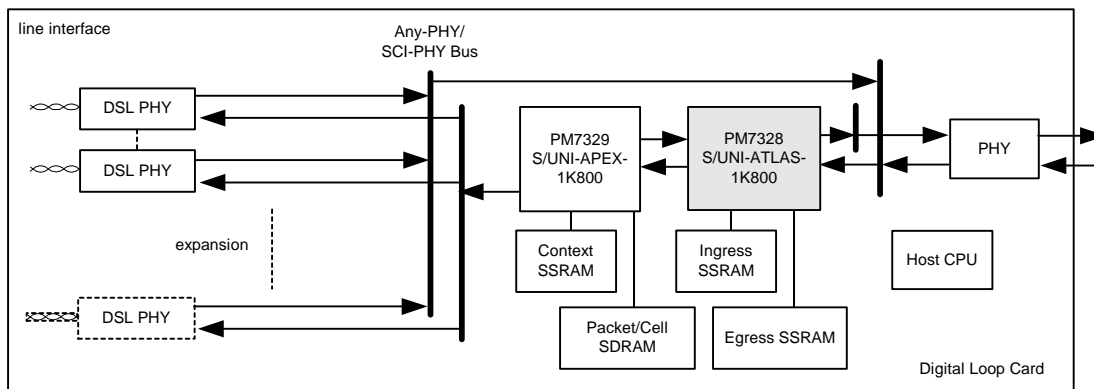 line interface
Any-PHY/
SCI-PHY Bus
DSL PHY
DSL PHY
expansion
DSL PHY
PM7329
S/UNI-APEX-
1K800
PM7328
S/UNI-ATLAS-
1K800
PHY
Context
SSRAM
Ingress
SSRAM
Host CPU
Packet/Cell
SDRAM
Egress SSRAM
Digital Loop Card